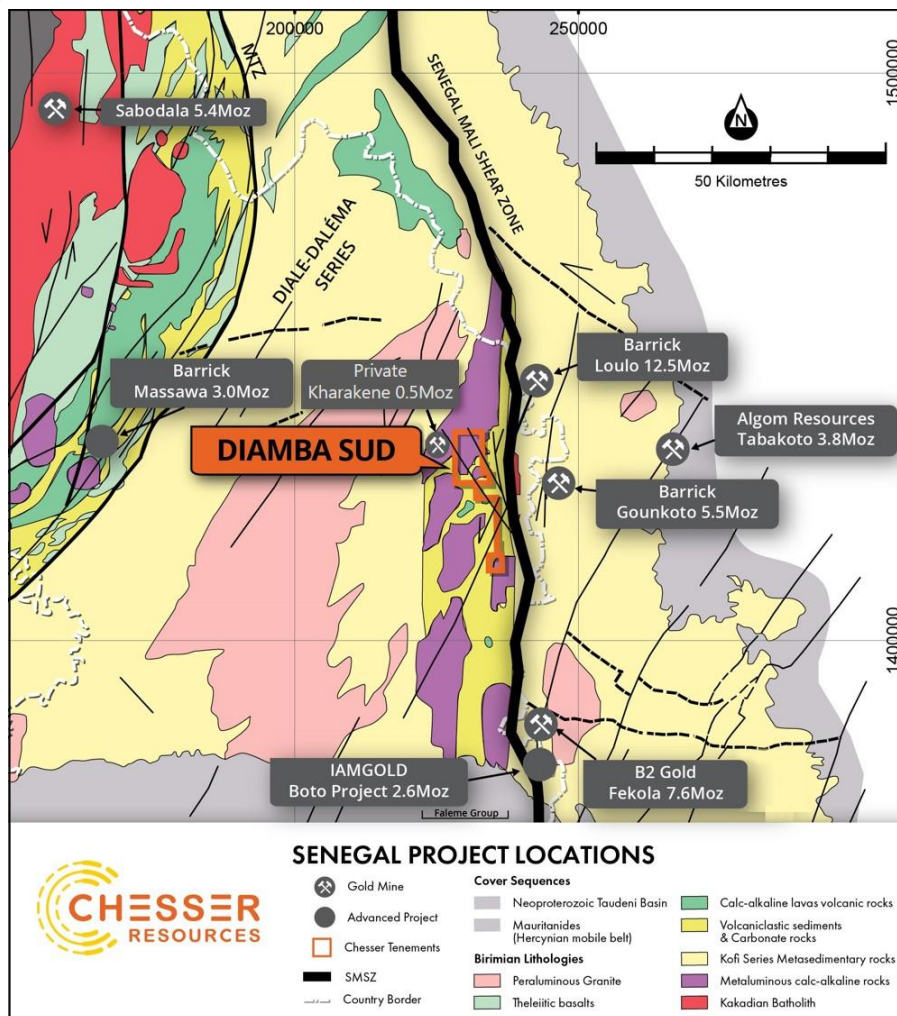 200000
250000
1500000
MTZ
Sabodala 5.4Moz
SENEGAL MALI SHEAR ZONE
N
50 Kilometres
DIALE-DALÉMA
SERIES
Barrick
Massawa 3.0Moz
Private
Kharakene 0.5Moz
Barrick
Loulo 12.5Moz
Algom Resources
Tabakoto 3.8Moz
DIAMBA SUD
Barrick
Gounkoto 5.5Moz
1400000
IAMGOLD
Boto Project 2.6Moz
B2 Gold
Fekola 7.6Moz
Faleme Group
CHESSER
RESOURCES
SENEGAL PROJECT LOCATIONS
Gold Mine
Advanced Project
Chesser Tenements
SMSZ
Country Border
Cover Sequences
Neoproterozoic Taudeni Basin
Mauritanides
(Hercynian mobile belt)
Birimian Lithologies
Peraluminous Granite
Theleiitic basalts
Calc-alkaline lavas volcanic rocks
Volcaniclastic sediments
& Carbonate rocks
Kofi Series Metasedimentary rocks
Metaluminous calc-alkaline rocks
Kakadian Batholith